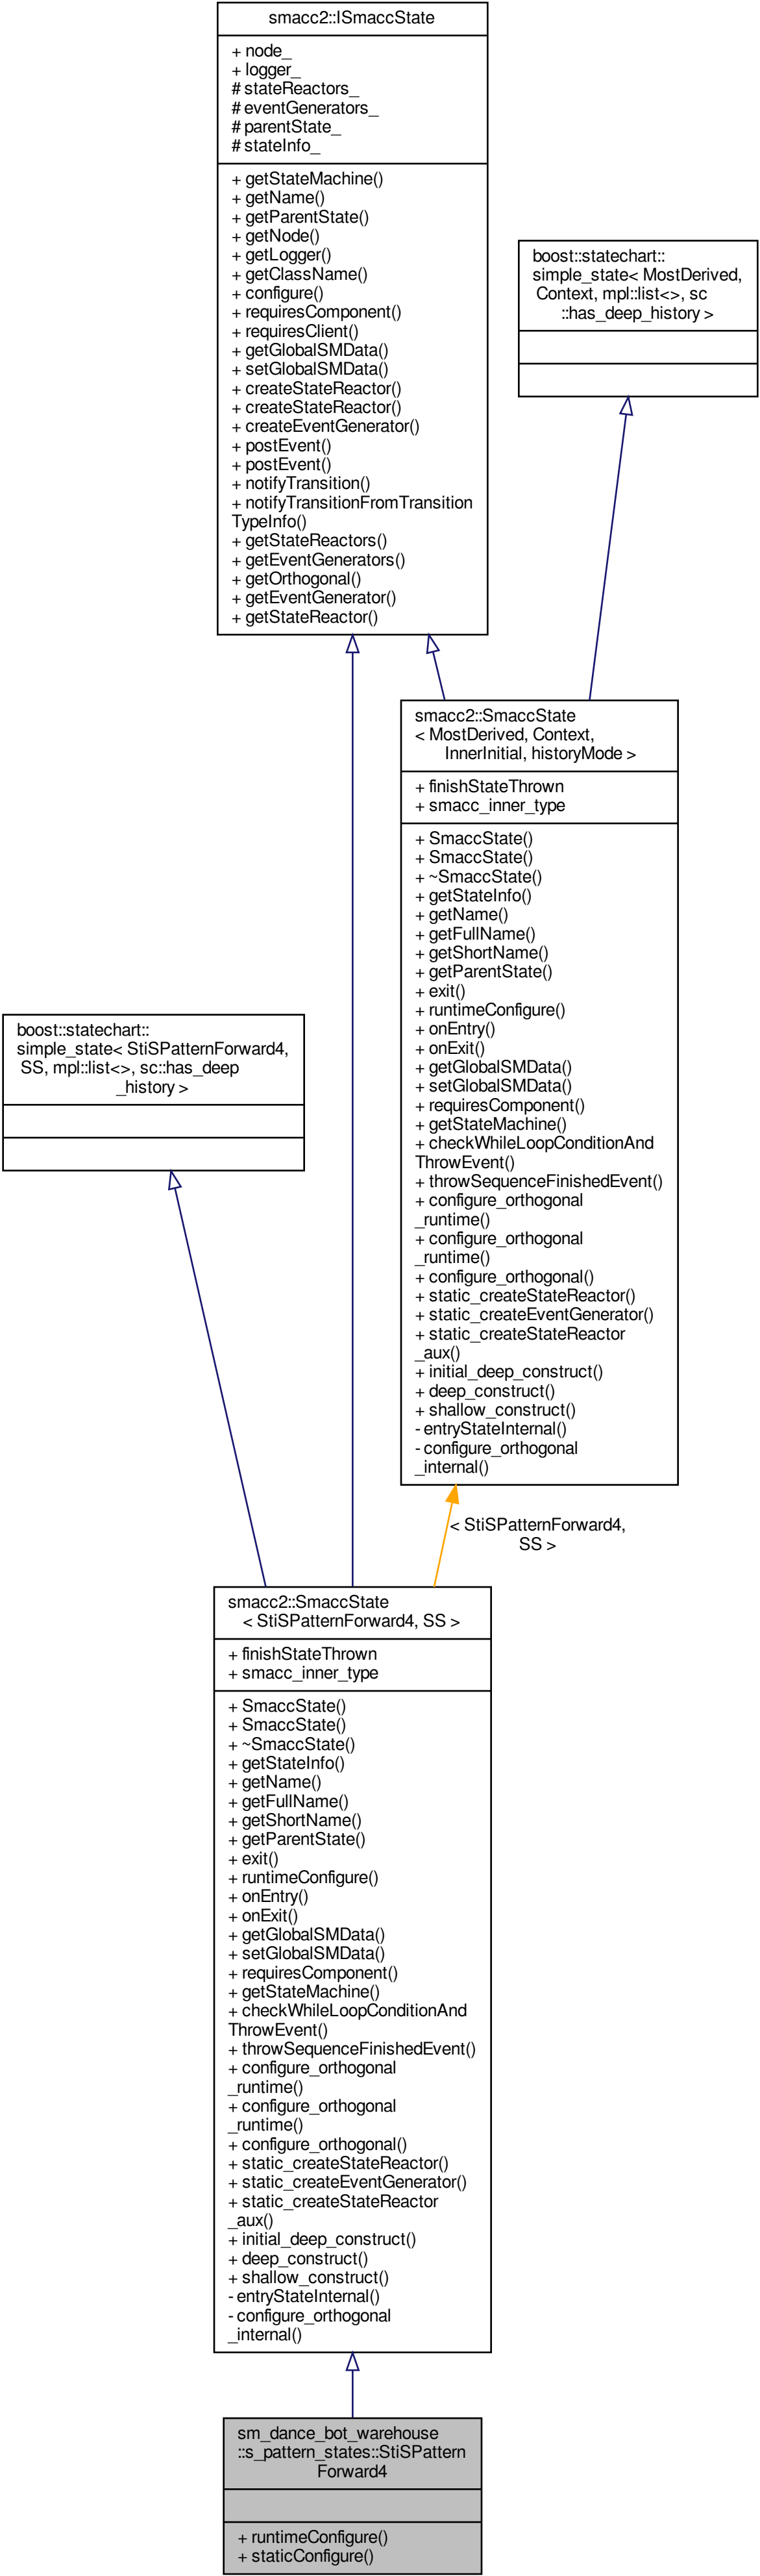 smacc2::ISmaccState
+ node_
+ logger_
# stateReactors_
# eventGenerators_
# parentState_
# stateInfo_
+ getStateMachine()
+ getName()
+ getParentState()
+ getNode()
+ getLogger()
+ getClassName()
+ configure()
+ requiresComponent()
+ requiresClient()
+ getGlobalSMData()
+ setGlobalSMData()
+ createStateReactor()
+ createStateReactor()
+ createEventGenerator()
+ postEvent()
+ postEvent()
+ notifyTransition()
+ notifyTransitionFromTransition
TypeInfo()
+ getStateReactors()
+ getEventGenerators()
+ getOrthogonal()
+ getEventGenerator()
+ getStateReactor()
boost::statechart::
simple_state< MostDerived,
Context, mpl::list<>, sc
::has_deep_history >
smacc2::SmaccState
< MostDerived, Context,
InnerInitial, historyMode >
+ finishStateThrown
+ smacc_inner_type
+ SmaccState()
+ SmaccState()
+ ~SmaccState()
+ getStateInfo()
+ getName()
+ getFullName()
+ getShortName()
+ getParentState()
+ exit()
+ runtimeConfigure()
+ onEntry()
+ onExit()
+ getGlobalSMData()
+ setGlobalSMData()
+ requiresComponent()
+ getStateMachine()
+ checkWhileLoopConditionAnd
ThrowEvent()
+ throwSequenceFinishedEvent()
+ configure_orthogonal
_runtime()
+ configure_orthogonal
_runtime()
+ configure_orthogonal()
+ static_createStateReactor()
+ static_createEventGenerator()
+ static_createStateReactor
_aux()
+ initial_deep_construct()
+ deep_construct()
+ shallow_construct()
- entryStateInternal()
- configure_orthogonal
_internal()
boost::statechart::
simple_state< StiSPatternForward4,
SS, mpl::list<>, sc::has_deep
_history >
< StiSPatternForward4,
SS >
smacc2::SmaccState
< StiSPatternForward4, SS >
+ finishStateThrown
+ smacc_inner_type
+ SmaccState()
+ SmaccState()
+ ~SmaccState()
+ getStateInfo()
+ getName()
+ getFullName()
+ getShortName()
+ getParentState()
+ exit()
+ runtimeConfigure()
+ onEntry()
+ onExit()
+ getGlobalSMData()
+ setGlobalSMData()
+ requiresComponent()
+ getStateMachine()
+ checkWhileLoopConditionAnd
ThrowEvent()
+ throwSequenceFinishedEvent()
+ configure_orthogonal
_runtime()
+ configure_orthogonal
_runtime()
+ configure_orthogonal()
+ static_createStateReactor()
+ static_createEventGenerator()
+ static_createStateReactor
_aux()
+ initial_deep_construct()
+ deep_construct()
+ shallow_construct()
- entryStateInternal()
- configure_orthogonal
_internal()
sm_dance_bot_warehouse
::s_pattern_states::StiSPattern
Forward4
+ runtimeConfigure()
+ staticConfigure()